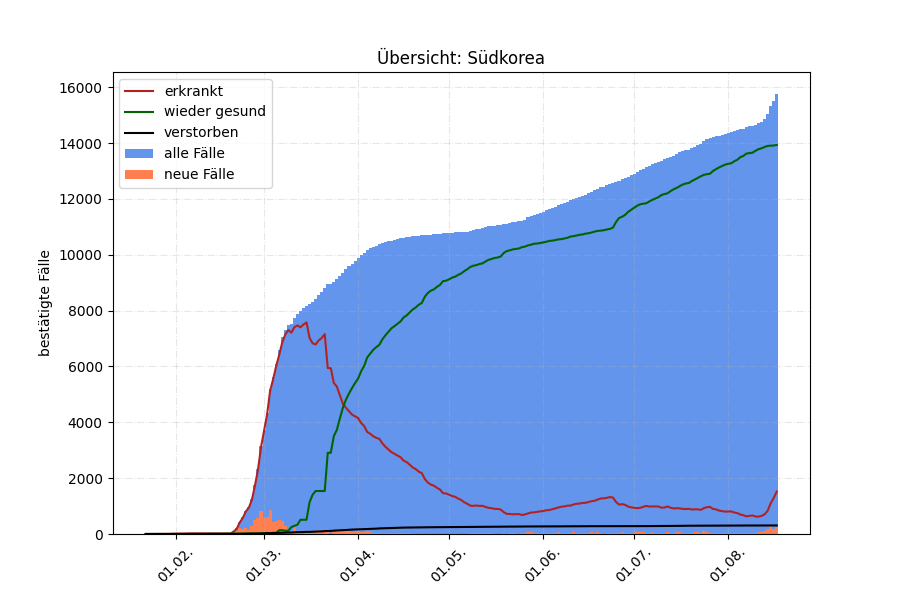 Übersicht: Südkorea
erkrankt
wieder gesund
verstorben
alle Fälle
neue Fälle
bestätigte Fälle
16000
14000
12000
10000
8000
6000
4000
2000
0
01.02.
01.03.
01.04.
01.05.
01.06.
01.07.
01.08.